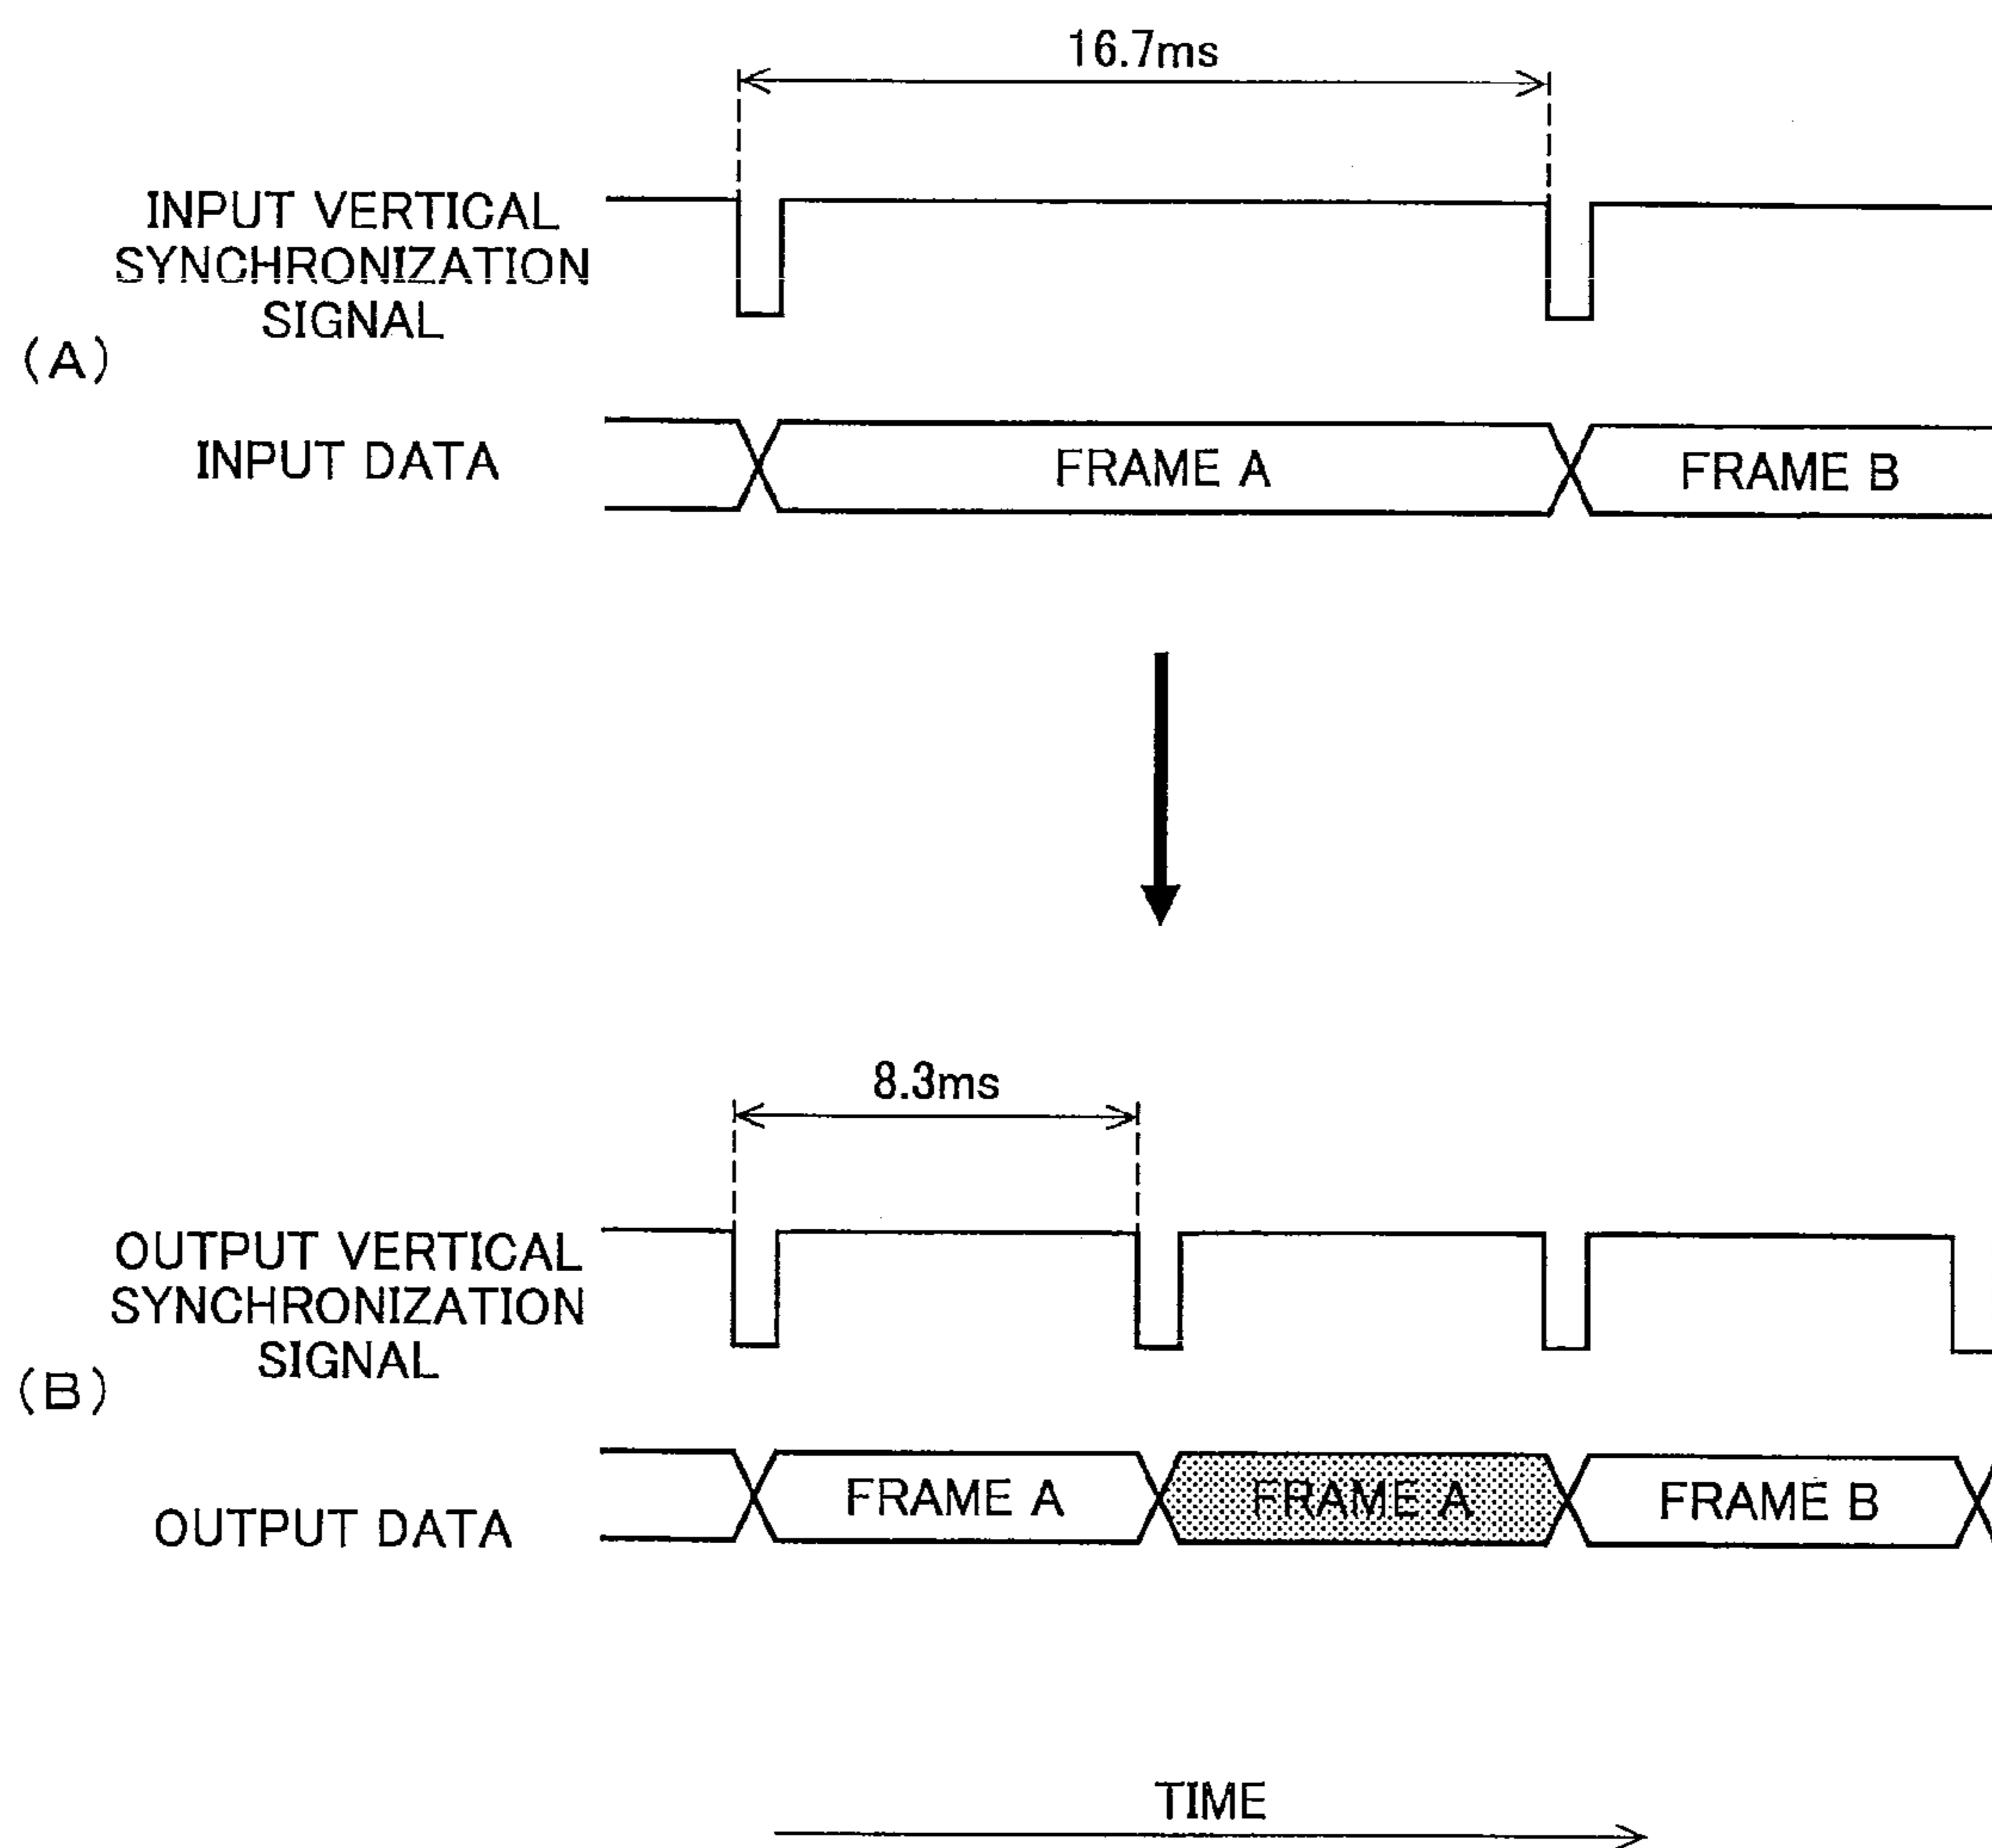 16.7ms
INPUT VERTICAL
SYNCHRONIZATION
SIGNAL
(A)
INPUT DATA
FRAME A
FRAME B
8.3ms
OUTPUT VERTICAL
SYNCHRONIZATION
SIGNAL
(B)
OUTPUT DATA
FRAME A
FRAME A
FRAME B
TIME